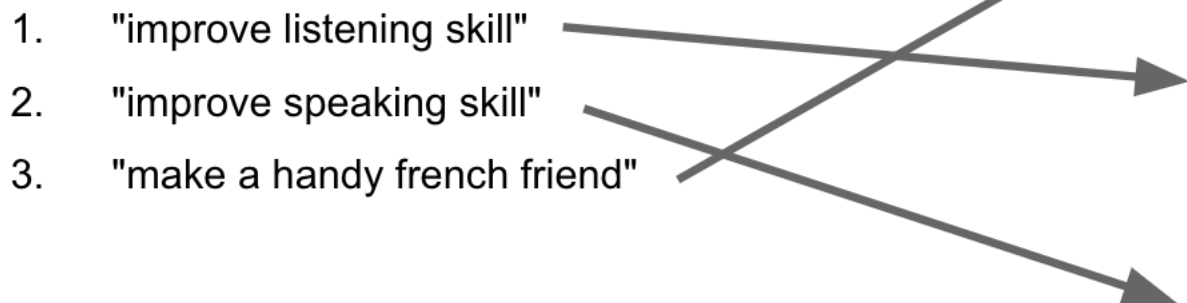 1. "improve listening skill"
2. "improve speaking skill"
3. "make a handy french friend"